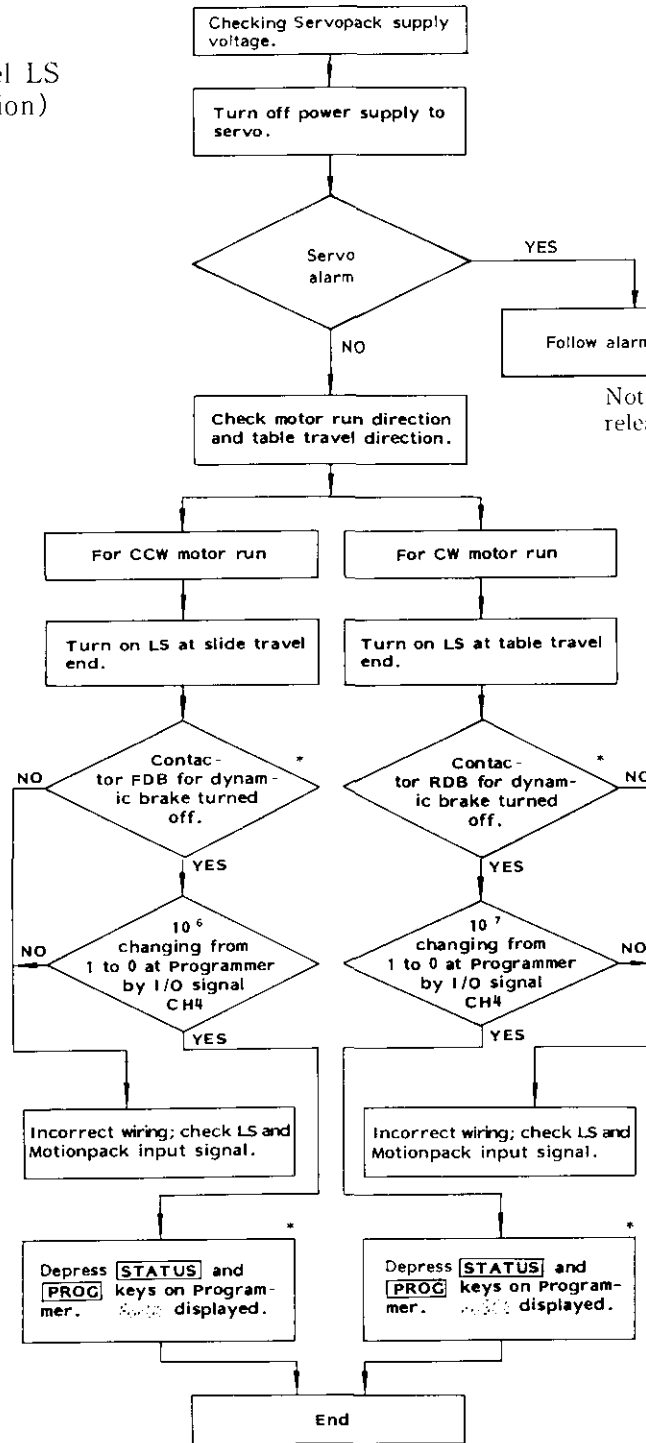 Checking Servopack supply
voltage.
el LS
ion)
Turn off power supply to
servo.
Servo
alarm
YES
NO
Follow alarm
Not
relea
Check motor run direction
and table travel direction.
For CCW motor run
For CW motor run
Turn on LS at slide travel
end.
Turn on LS at table travel
end.
Contac-
tor FDB for dynam-
ic brake turned
off.
*
NO
YES
Contac-
tor RDB for dynam-
ic brake turned
off.
*
NO
YES
10⁶
changing from
1 to 0 at Programmer
by I/O signal
CH4
NO
YES
10⁷
changing from
1 to 0 at Programmer
by I/O signal
CH4
NO
YES
Incorrect wiring; check LS and
Motionpack input signal.
Incorrect wiring; check LS and
Motionpack input signal.
*
Depress STATUS and
PROG keys on Program-
mer. displayed.
*
Depress STATUS and
PROG keys on Program-
mer. displayed.
End